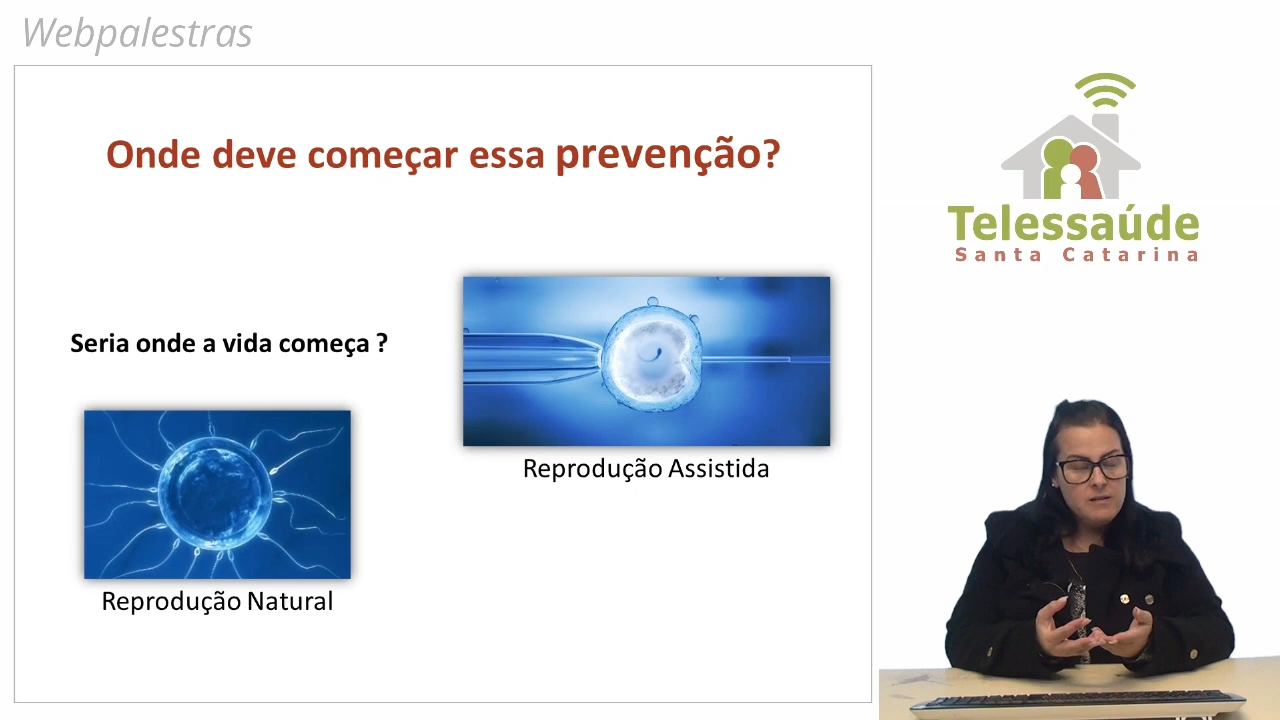 Webpalestras
Onde deve começar essa prevenção?
Seria onde a vida começa ?
Reprodução Assistida
Reprodução Natural
Telessaúde
Santa Catarina